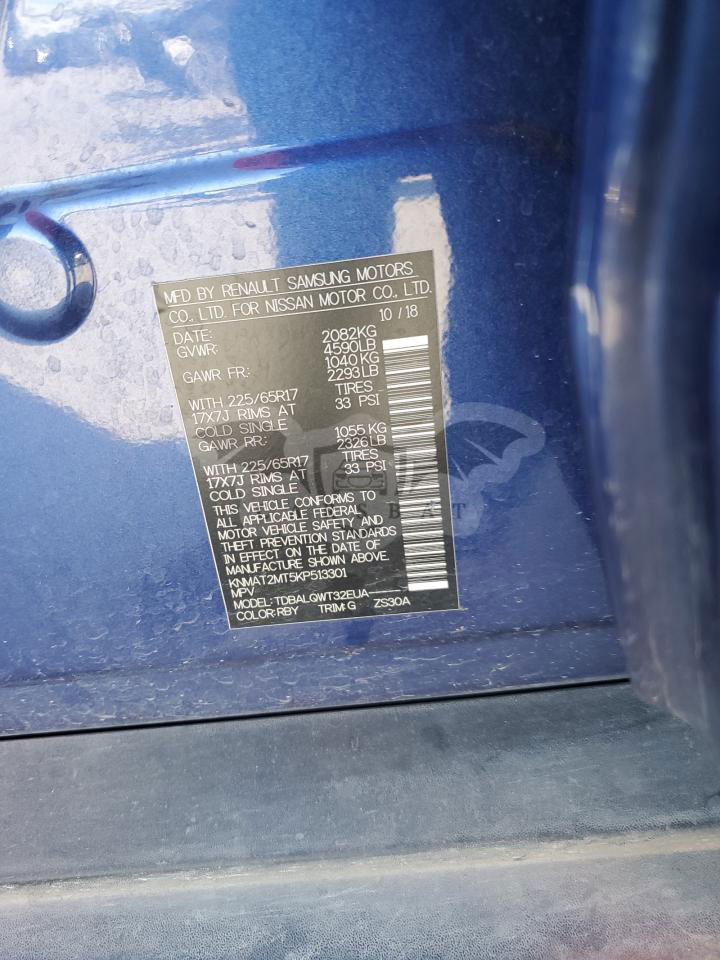 MFD BY RENAULT SAMSUNG MOTORS
CO., LTD. FOR NISSAN MOTOR CO., LTD.
DATE: 10 / 18
GVWR: 2082KG
4590LB
GAWR FR: 1040 KG
2293 LB
WITH 225/65R17 TIRES
17X7J RIMS AT 33 PSI
COLD SINGLE
GAWR RR: 1055 KG
2326 LB
WITH 225/65R17 TIRES
17X7J RIMS AT 33 PSI
COLD SINGLE
THIS VEHICLE CONFORMS TO
ALL APPLICABLE FEDERAL
MOTOR VEHICLE SAFETY AND
THEFT PREVENTION STANDARDS
IN EFFECT ON THE DATE OF
MANUFACTURE SHOWN ABOVE.
KNMAT2MT5KP513301
MPV
MODEL: TDBALQWT32EUA-----
COLOR: RBY TRIM: G ZS30A